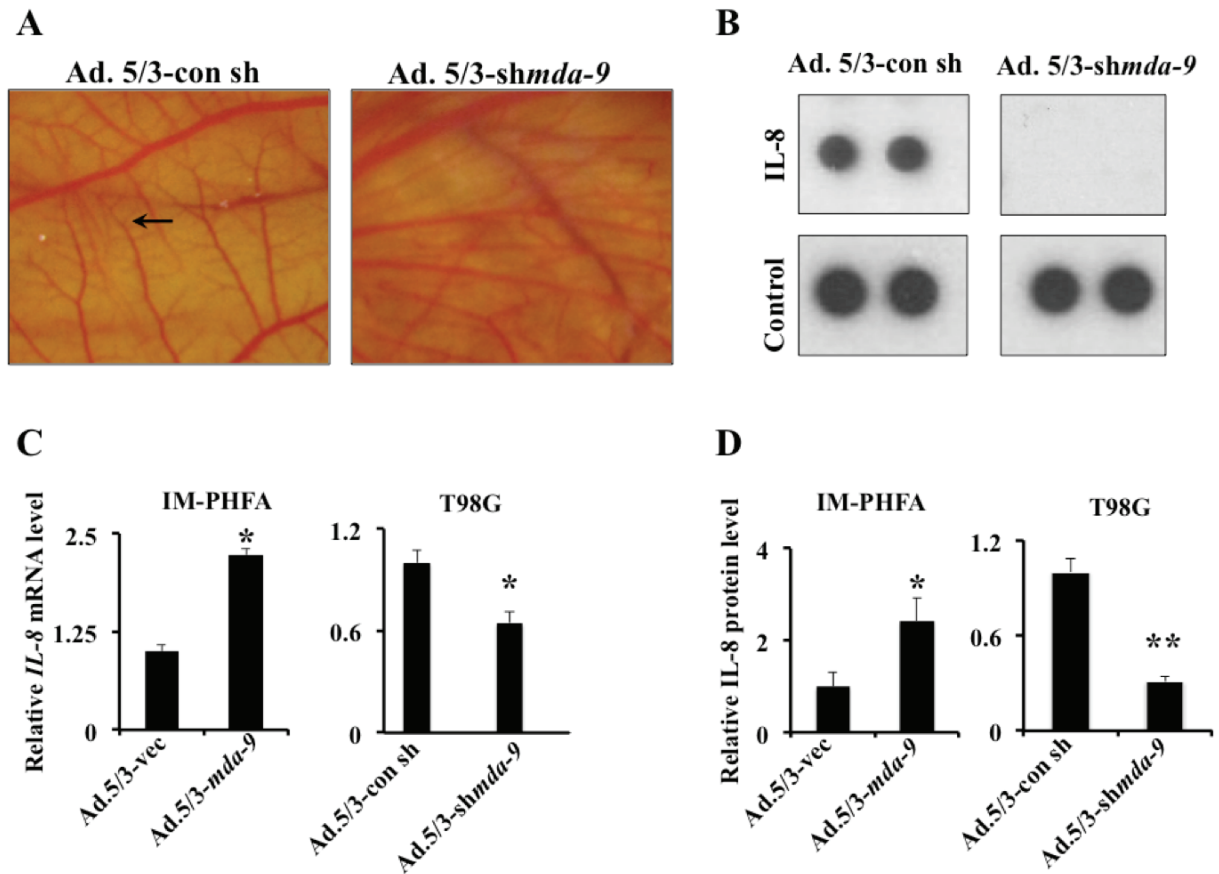 A
Ad. 5/3-con sh
Ad. 5/3-shmda-9
B
Ad. 5/3-con sh
Ad. 5/3-shmda-9
IL-8
Control
C
Relative IL-8 mRNA level
IM-PHFA
2.5
1.25
0
*
Ad.5/3-vec
Ad.5/3-mda-9
T98G
1.2
0.6
0
*
Ad.5/3-con sh
Ad.5/3-shmda-9
D
Relative IL-8 protein level
IM-PHFA
4
2
0
*
Ad.5/3-vec
Ad.5/3-mda-9
T98G
1.2
0.6
0
**
Ad.5/3-con sh
Ad.5/3-shmda-9